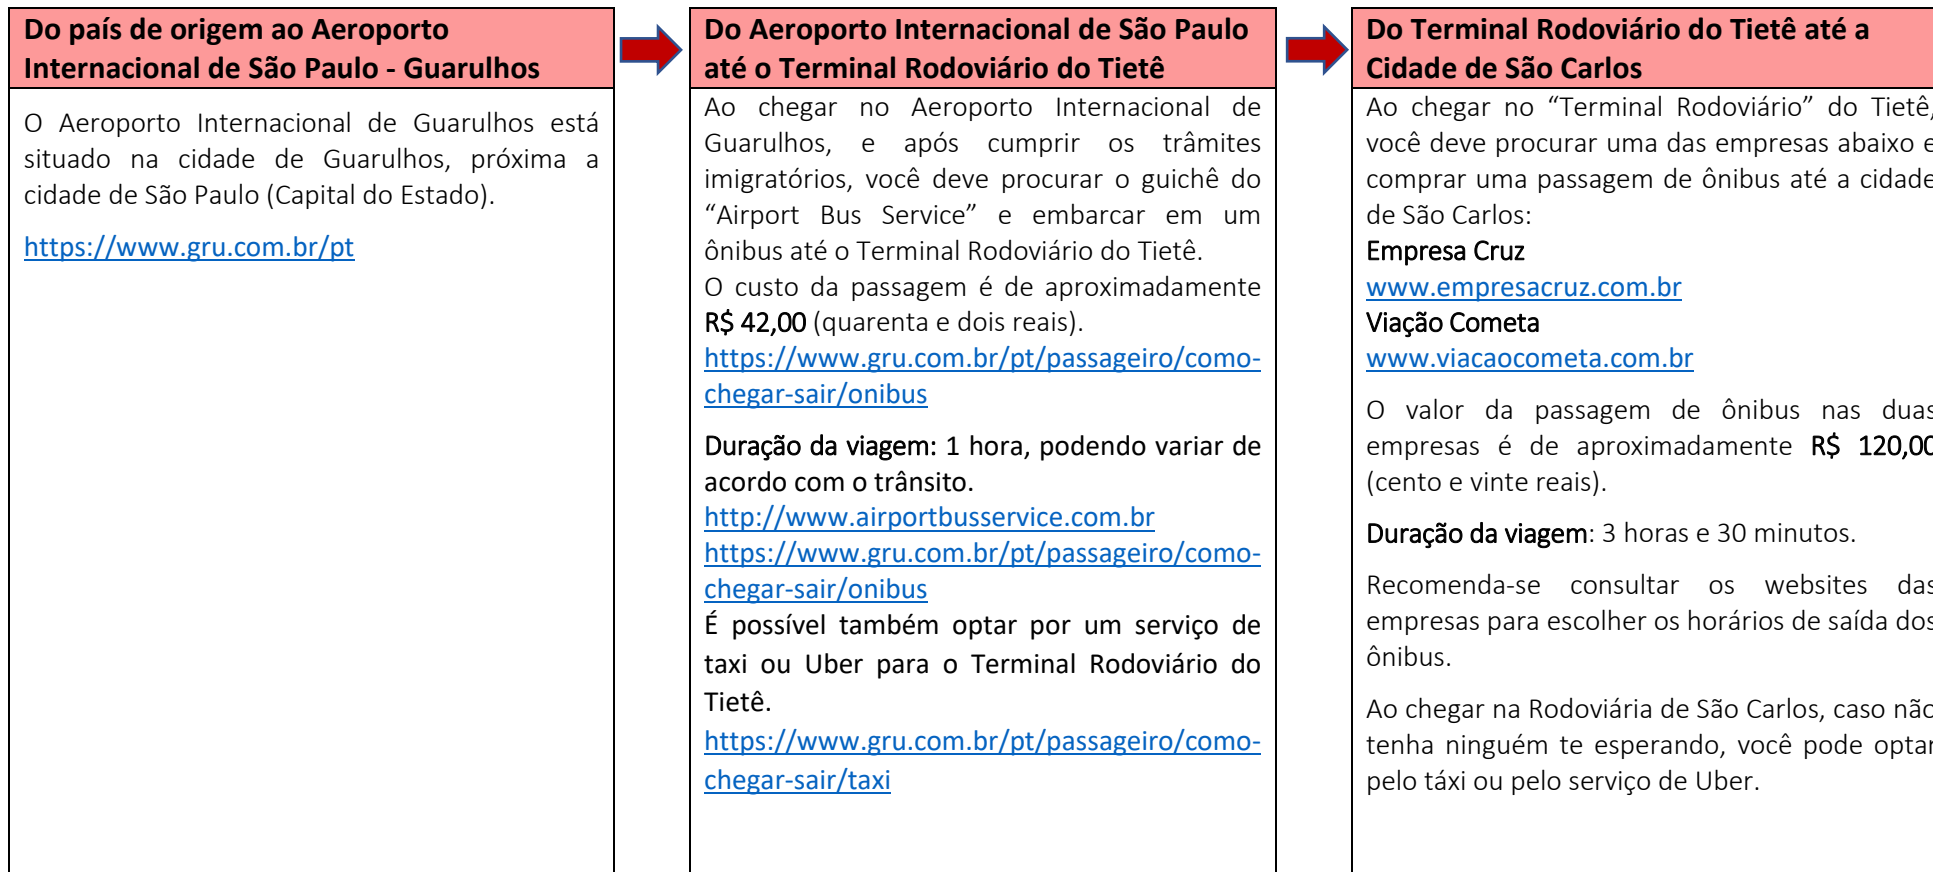 Do país de origem ao Aeroporto
Internacional de São Paulo - Guarulhos
O Aeroporto Internacional de Guarulhos está
situado na cidade de Guarulhos, próxima a
cidade de São Paulo (Capital do Estado).
https://www.gru.com.br/pt
Do Aeroporto Internacional de São Paulo
até o Terminal Rodoviário do Tietê
Ao chegar no Aeroporto Internacional de
Guarulhos, e após cumprir os trâmites
imigratórios, você deve procurar o guichê do
“Airport Bus Service” e embarcar em um
ônibus até o Terminal Rodoviário do Tietê.
O custo da passagem é de aproximadamente
R$ 42,00 (quarenta e dois reais).
https://www.gru.com.br/pt/passageiro/como-
chegar-sair/onibus
Duração da viagem: 1 hora, podendo variar de
acordo com o trânsito.
http://www.airportbusservice.com.br
https://www.gru.com.br/pt/passageiro/como-
chegar-sair/onibus
É possível também optar por um serviço de
taxi ou Uber para o Terminal Rodoviário do
Tietê.
https://www.gru.com.br/pt/passageiro/como-
chegar-sair/taxi
Do Terminal Rodoviário do Tietê até a
Cidade de São Carlos
Ao chegar no “Terminal Rodoviário” do Tietê,
você deve procurar uma das empresas abaixo e
comprar uma passagem de ônibus até a cidade
de São Carlos:
Empresa Cruz
www.empresacruz.com.br
Viação Cometa
www.viacaocometa.com.br
O valor da passagem de ônibus nas duas
empresas é de aproximadamente R$ 120,00
(cento e vinte reais).
Duração da viagem: 3 horas e 30 minutos.
Recomenda-se consultar os websites das
empresas para escolher os horários de saída dos
ônibus.
Ao chegar na Rodoviária de São Carlos, caso não
tenha ninguém te esperando, você pode optar
pelo táxi ou pelo serviço de Uber.